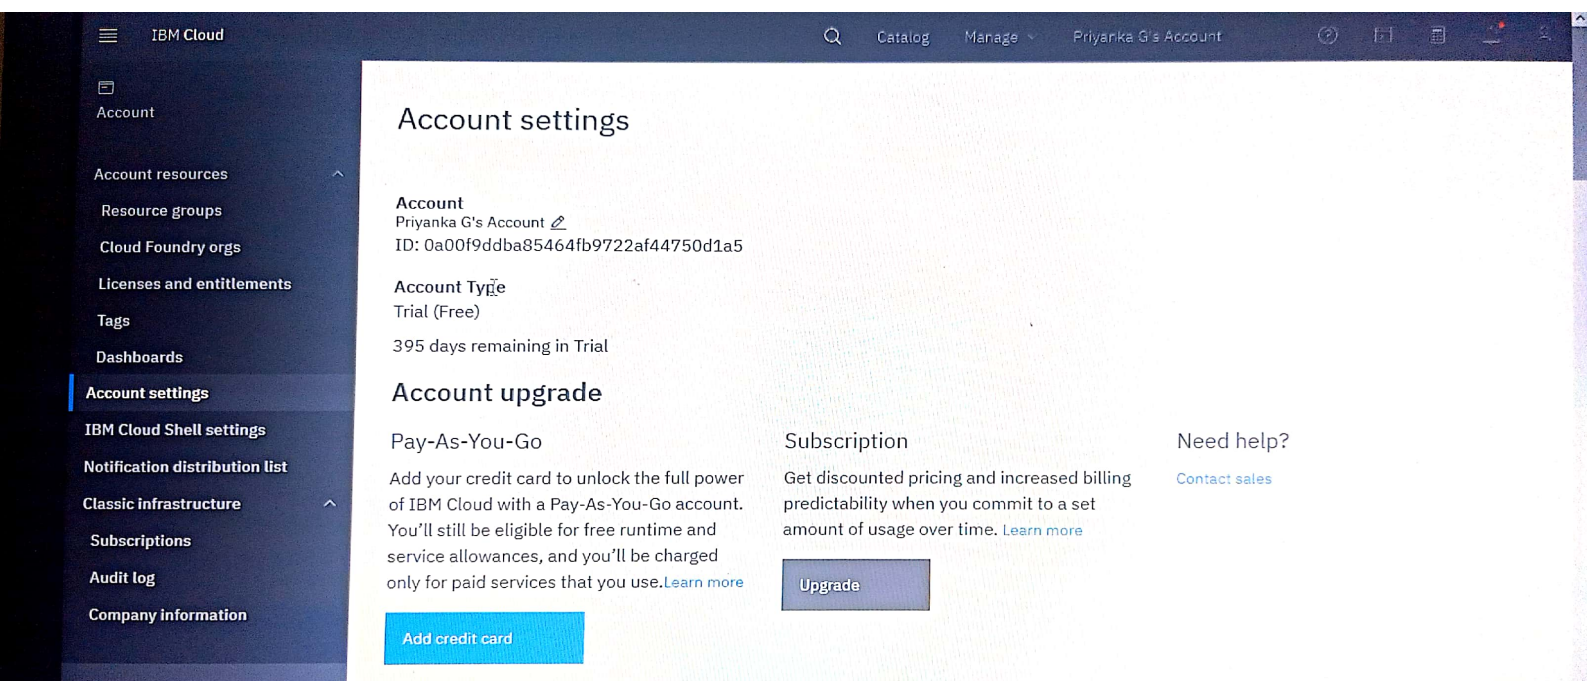 IBM Cloud
Catalog
Manage
Priyanka G's Account
Account
Account resources
Resource groups
Cloud Foundry orgs
Licenses and entitlements
Tags
Dashboards
Account settings
IBM Cloud Shell settings
Notification distribution list
Classic infrastructure
Subscriptions
Audit log
Company information
Account settings
Account
Priyanka G's Account
ID: 0a00f9ddba85464fb9722af44750d1a5
Account Type
Trial (Free)
395 days remaining in Trial
Account upgrade
Pay-As-You-Go
Add your credit card to unlock the full power
of IBM Cloud with a Pay-As-You-Go account.
You'll still be eligible for free runtime and
service allowances, and you'll be charged
only for paid services that you use.Learn more
Add credit card
Subscription
Get discounted pricing and increased billing
predictability when you commit to a set
amount of usage over time. Learn more
Upgrade
Need help?
Contact sales